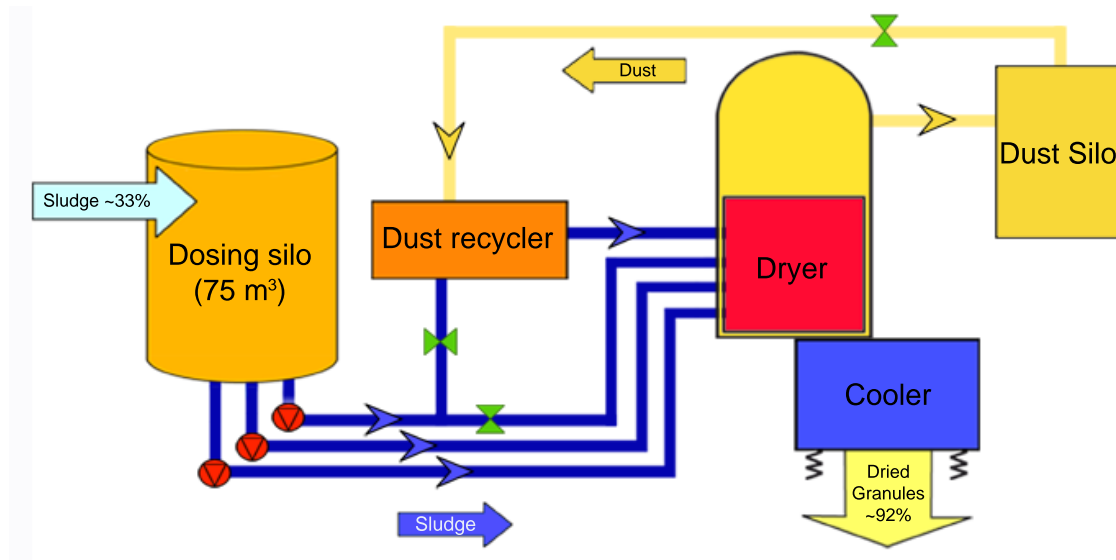 Dust
Dust Silo
Sludge ~33%
Dosing silo
(75 m³)
Dust recycler
Dryer
Cooler
Dried
Granules
~92%
Sludge